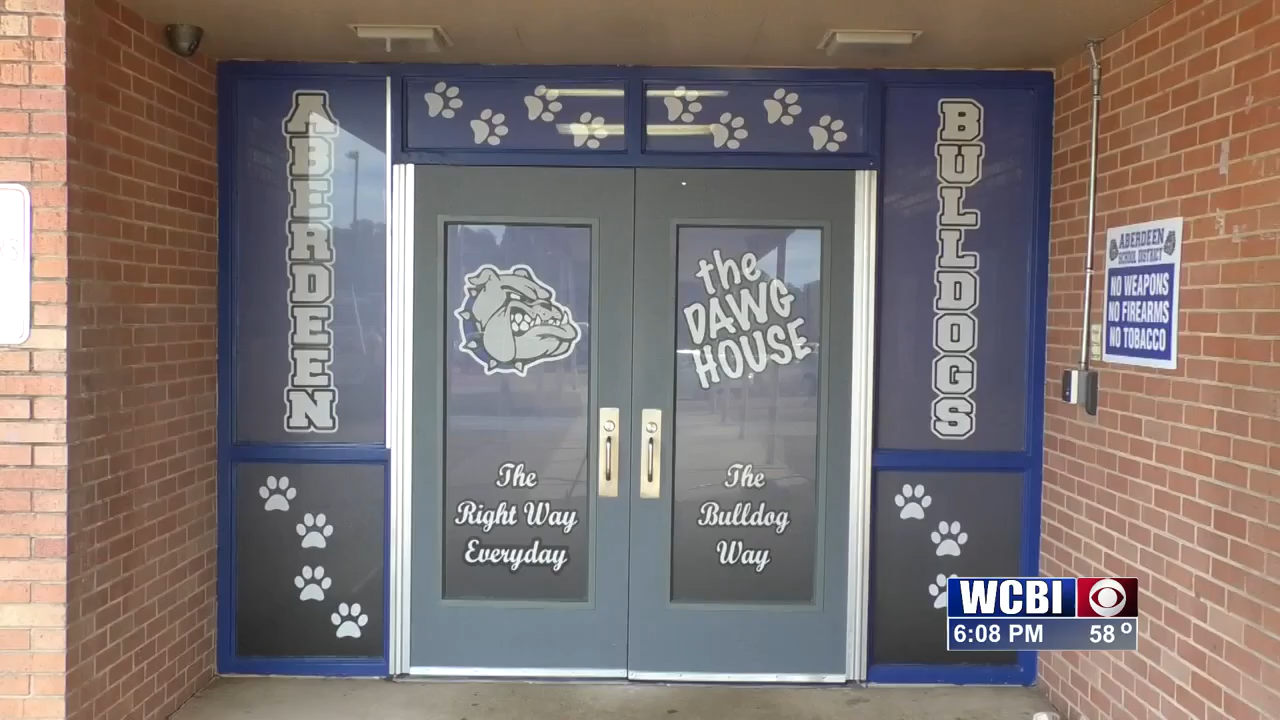 ABERDEEN
BULLDOGS
the
DAWG
HOUSE
The
Right Way
Everyday
The
Bulldog
Way
ABERDEEN
SCHOOL DISTRICT
NO WEAPONS
NO FIREARMS
NO TOBACCO
WCBI
6:08 PM 58°